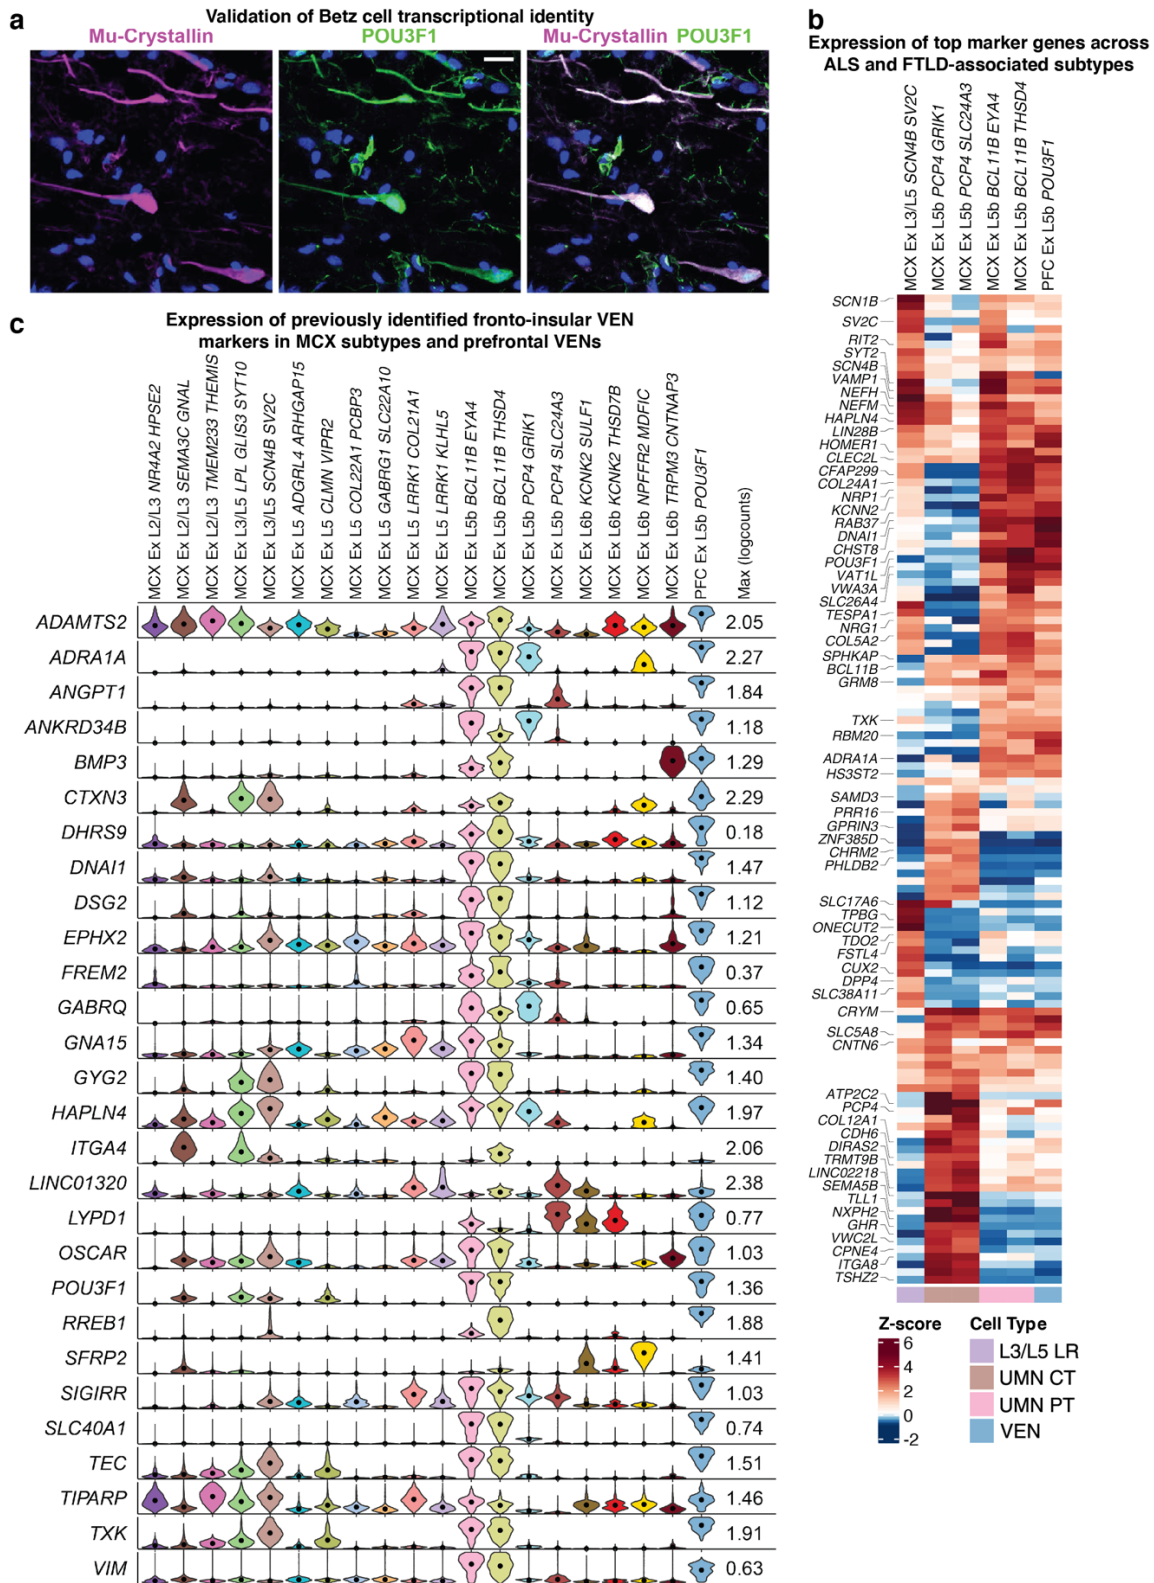 a
Validation of Betz cell transcriptional identity
Mu-Crystallin
POU3F1
Mu-Crystallin POU3F1
b
Expression of top marker genes across
ALS and FTLD-associated subtypes
MCX Ex L3/L5 SCN4B SV2C
MCX Ex L5b PCP4 GRIK1
MCX Ex L5b PCP4 SLC24A3
MCX Ex L5b BCL11B EYA4
MCX Ex L5b BCL11B THSD4
PFC Ex L5b POU3F1
SCN1B
SV2C
RIT2
SYT2
SCN4B
VAMP1
NEFH
NEFM
HAPLN4
LIN28B
HOMER1
CLEC2L
CFAP299
COL24A1
NRP1
KCNN2
RAB37
DNAI1
CHST8
POU3F1
VAT1L
VWA3A
SLC26A4
TESPA1
NRG1
COL5A2
SPHKAP
BCL11B
GRM8
TXK
RBM20
ADRA1A
HS3ST2
SAMD3
PRR16
GPRIN3
ZNF385D
CHRM2
PHLDB2
SLC17A6
TPBG
ONECUT2
TDO2
FSTL4
CUX2
DPP4
SLC38A11
CRYM
SLC5A8
CNTN6
ATP2C2
PCP4
COL12A1
CDH6
DIRAS2
TRMT9B
LINC02218
SEMA5B
TLL1
NXPH2
GHR
VWC2L
CPNE4
ITGA8
TSHZ2
Z-score
6
4
2
0
-2
Cell Type
L3/L5 LR
UMN CT
UMN PT
VEN
c
Expression of previously identified fronto-insular VEN
markers in MCX subtypes and prefrontal VENs
MCX Ex L2/L3 NR4A2 HPSE2
MCX Ex L2/L3 SEMA3C GNAL
MCX Ex L2/L3 TMEM233 THEMIS
MCX Ex L3/L5 LPL GLIS3 SYT10
MCX Ex L3/L5 SCN4B SV2C
MCX Ex L5 ADGRL4 ARHGAP15
MCX Ex L5 CLMN VIPR2
MCX Ex L5 COL22A1 PCBP3
MCX Ex L5 GABRG1 SLC22A10
MCX Ex L5 LRRK1 COL21A1
MCX Ex L5 LRRK1 KLHL5
MCX Ex L5b BCL11B EYA4
MCX Ex L5b BCL11B THSD4
MCX Ex L5b PCP4 GRIK1
MCX Ex L5b PCP4 SLC24A3
MCX Ex L6b KCNK2 SULF1
MCX Ex L6b KCNK2 THSD7B
MCX Ex L6b NPFFR2 MDFIC
MCX Ex L6b TRPM3 CNTNAP3
PFC Ex L5b POU3F1
Max (logcounts)
ADAMTS2 2.05
ADRA1A 2.27
ANGPT1 1.84
ANKRD34B 1.18
BMP3 1.29
CTXN3 2.29
DHRS9 0.18
DNAI1 1.47
DSG2 1.12
EPHX2 1.21
FREM2 0.37
GABRQ 0.65
GNA15 1.34
GYG2 1.40
HAPLN4 1.97
ITGA4 2.06
LINC01320 2.38
LYPD1 0.77
OSCAR 1.03
POU3F1 1.36
RREB1 1.88
SFRP2 1.41
SIGIRR 1.03
SLC40A1 0.74
TEC 1.51
TIPARP 1.46
TXK 1.91
VIM 0.63